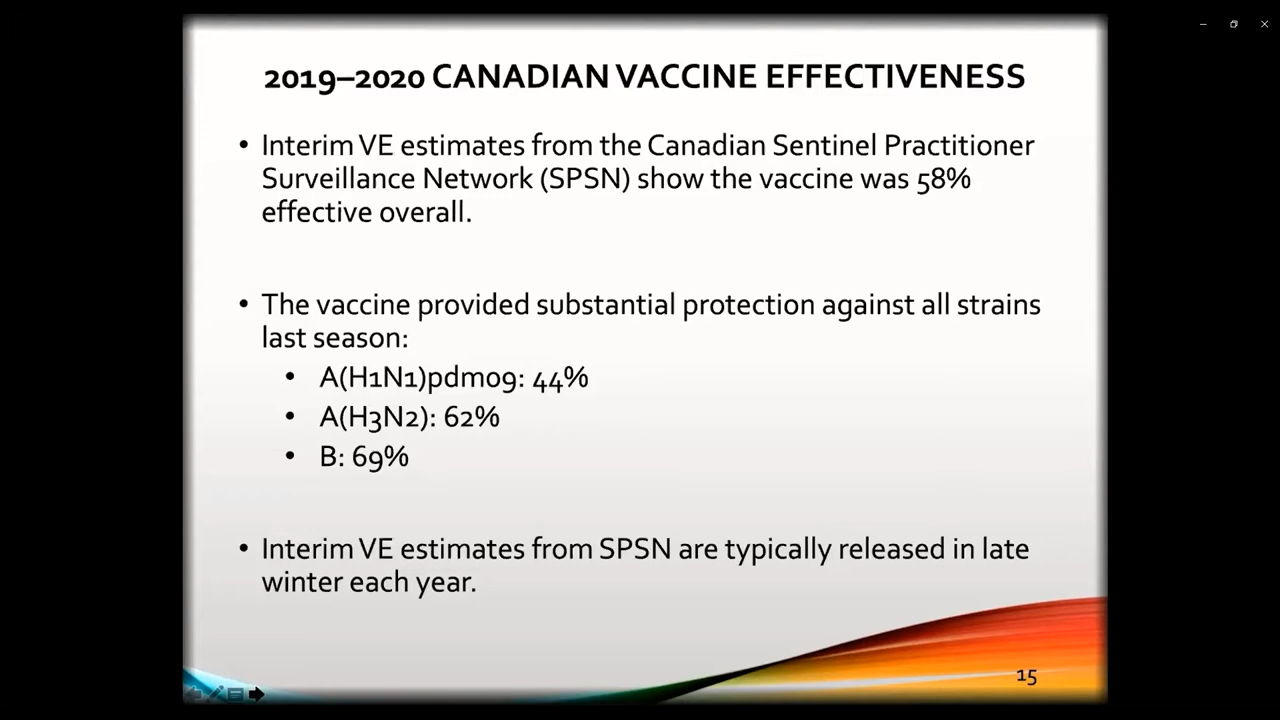 2019–2020 CANADIAN VACCINE EFFECTIVENESS
• Interim VE estimates from the Canadian Sentinel Practitioner
Surveillance Network (SPSN) show the vaccine was 58%
effective overall.
• The vaccine provided substantial protection against all strains
last season:
• A(H1N1)pdm09: 44%
• A(H3N2): 62%
• B: 69%
• Interim VE estimates from SPSN are typically released in late
winter each year.
15